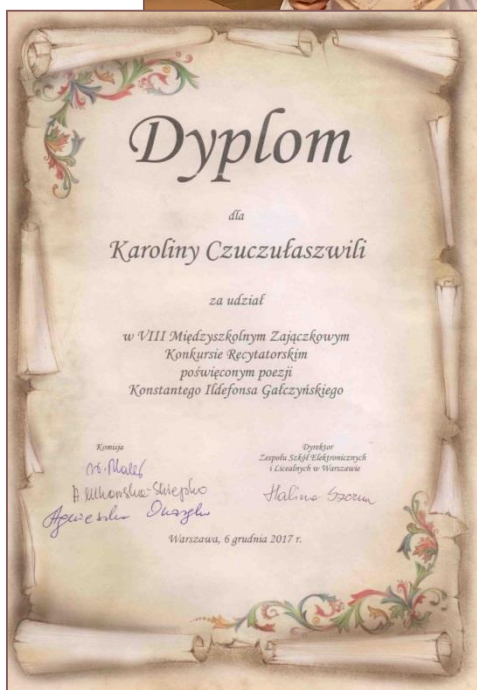 Dyplom
dla
Karoliny Czuczułaszwili
za udział
w VIII Międzyszkolnym Zajączkowym
Konkursie Recytatorskim
poświęconym poezji
Konstantego Ildefonsa Gałczyńskiego
Komisja
Dyrektor
Zespołu Szkół Elektronicznych
i Licealnych w Warszawie
Agnieszka
Halina
Warszawa, 6 grudnia 2017 r.